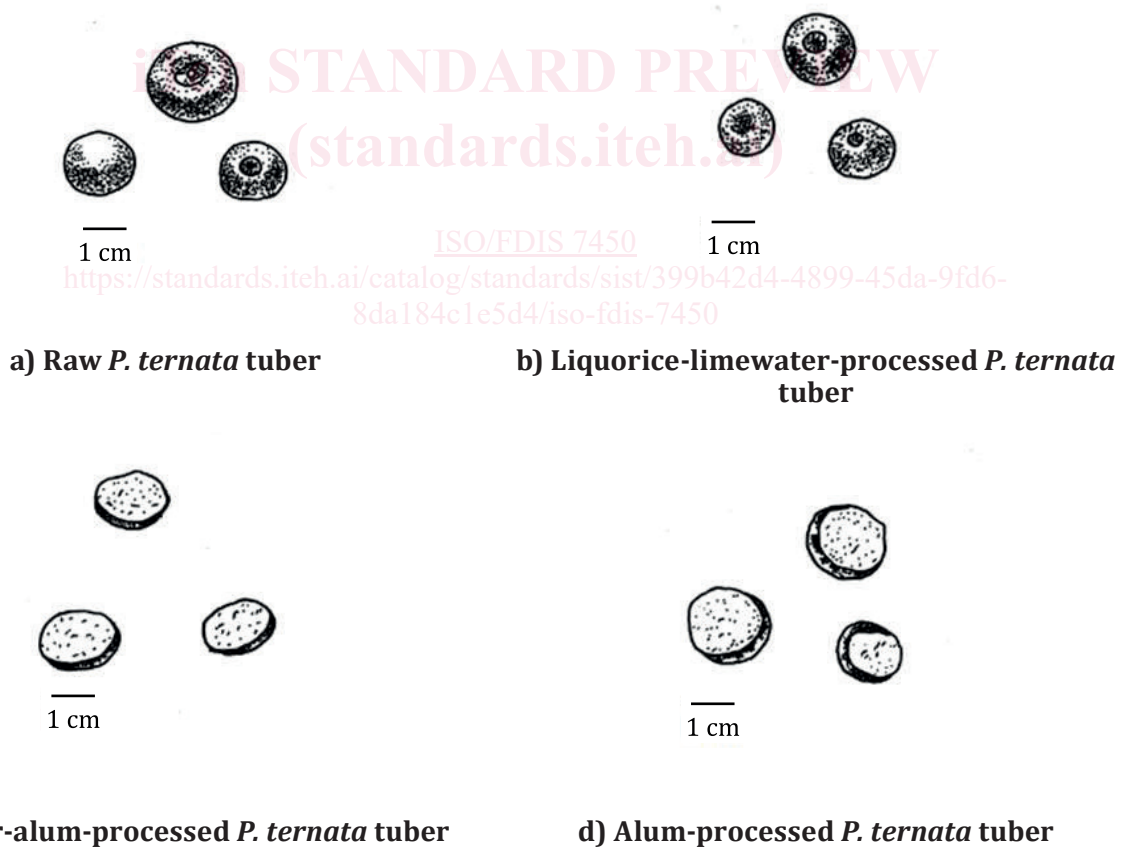 iTeh STANDARD PREVIEW
(standards.iteh.ai)
1 cm
1 cm
ISO/FDIS 7450
https://standards.iteh.ai/catalog/standards/sist/399b42d4-4899-45da-9fd6-
8da184c1e5d4/iso-fdis-7450
a) Raw P. ternata tuber
b) Liquorice-limewater-processed P. ternata
tuber
1 cm
1 cm
-alum-processed P. ternata tuber
d) Alum-processed P. ternata tuber